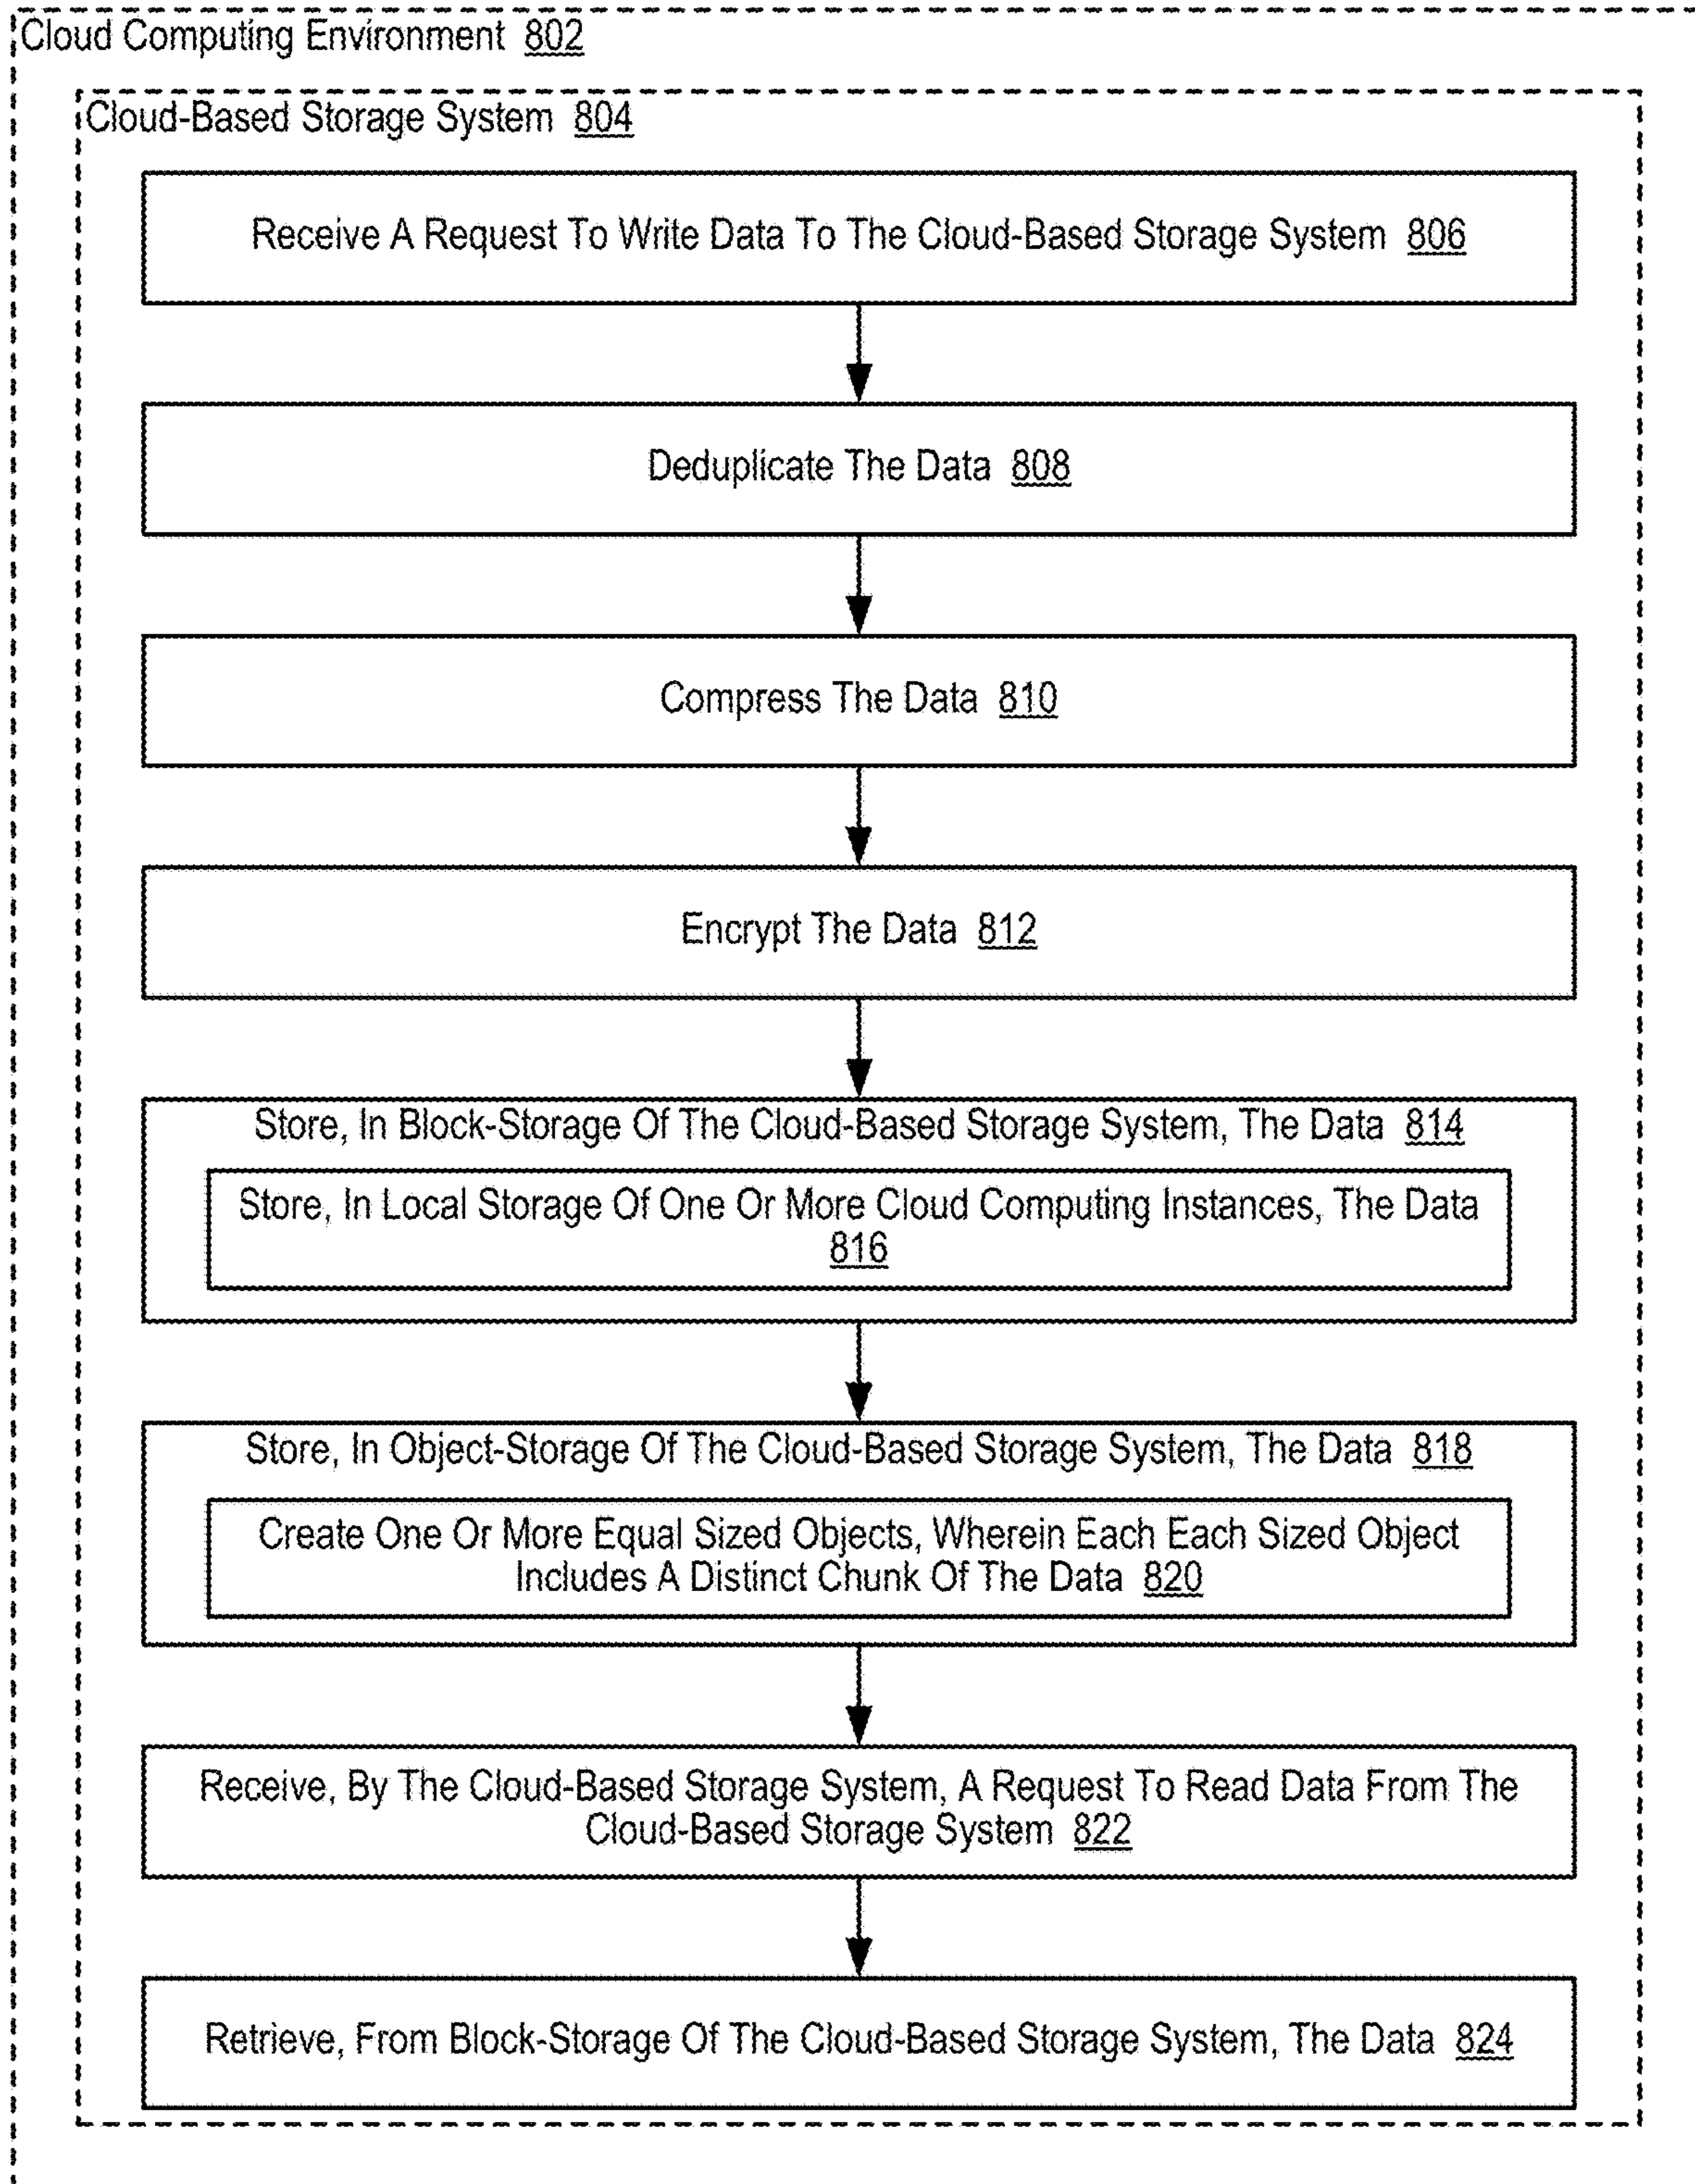 Cloud Computing Environment 802
Cloud-Based Storage System 804
Receive A Request To Write Data To The Cloud-Based Storage System 806
Deduplicate The Data 808
Compress The Data 810
Encrypt The Data 812
Store, In Block-Storage Of The Cloud-Based Storage System, The Data 814
Store, In Local Storage Of One Or More Cloud Computing Instances, The Data
816
Store, In Object-Storage Of The Cloud-Based Storage System, The Data 818
Create One Or More Equal Sized Objects, Wherein Each Each Sized Object
Includes A Distinct Chunk Of The Data 820
Receive, By The Cloud-Based Storage System, A Request To Read Data From The
Cloud-Based Storage System 822
Retrieve, From Block-Storage Of The Cloud-Based Storage System, The Data 824